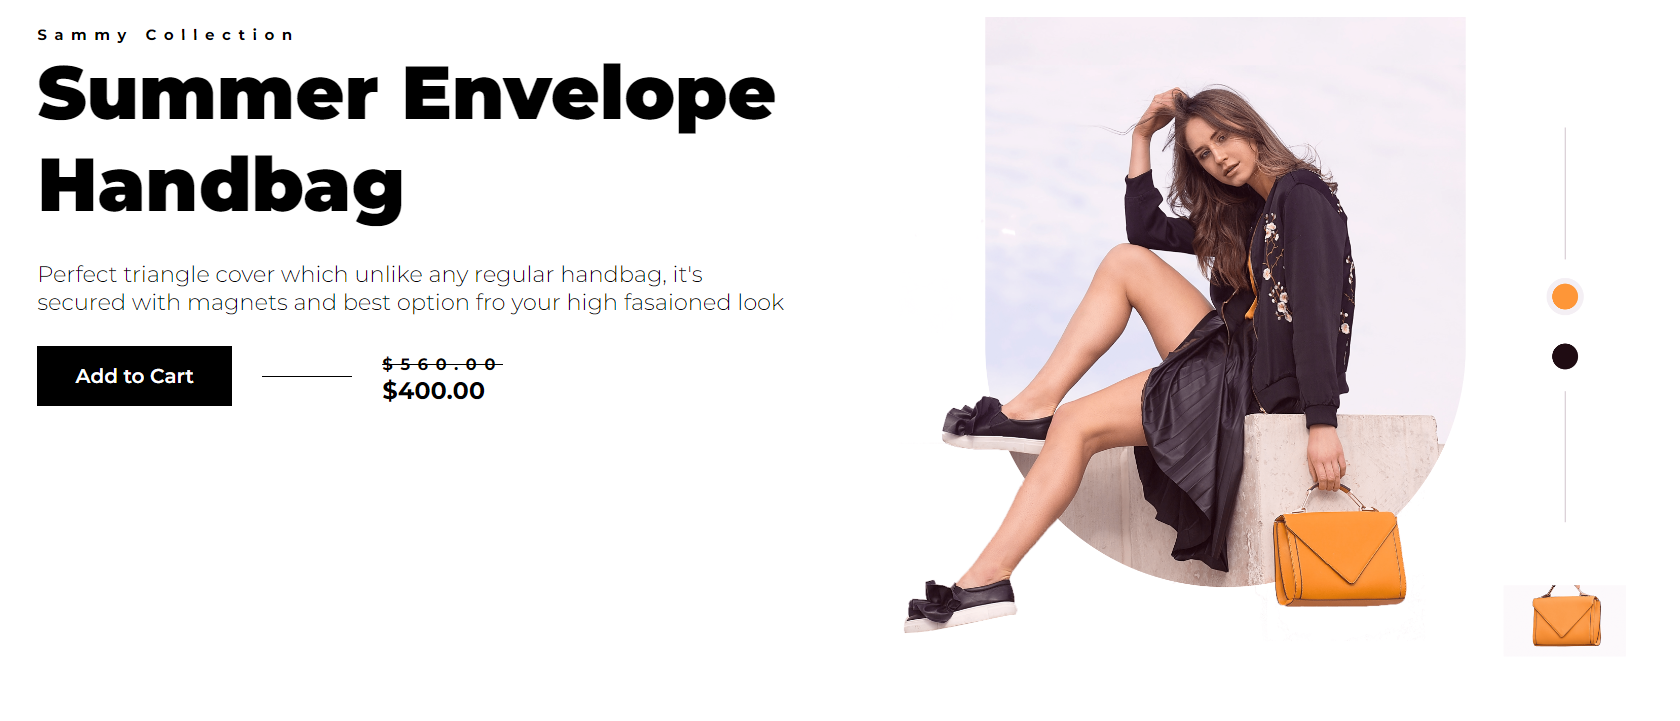 Sammy Collection
Summer Envelope
Handbag
Perfect triangle cover which unlike any regular handbag, it's
secured with magnets and best option fro your high fasaioned look
Add to Cart
$560.00
$400.00